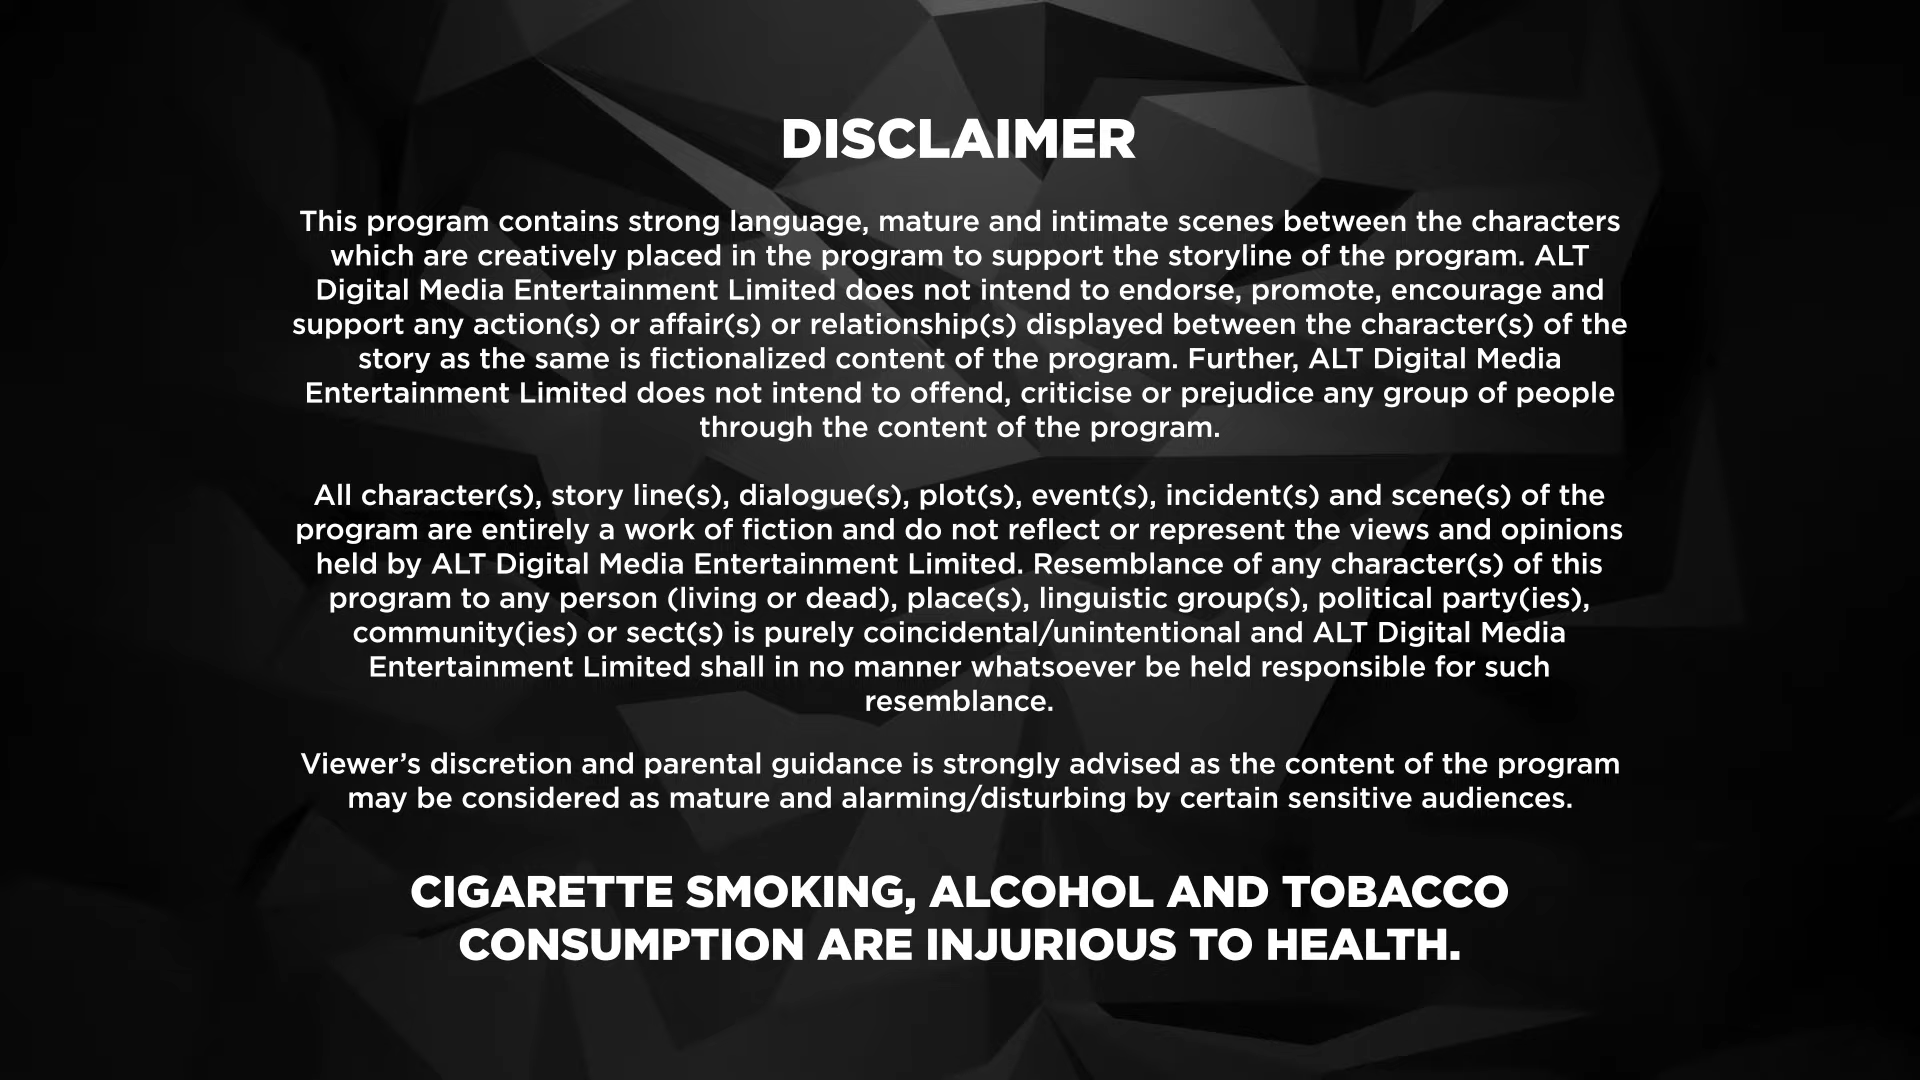 DISCLAIMER
This program contains strong language, mature and intimate scenes between the characters
which are creatively placed in the program to support the storyline of the program. ALT
Digital Media Entertainment Limited does not intend to endorse, promote, encourage and
support any action(s) or affair(s) or relationship(s) displayed between the character(s) of the
story as the same is fictionalized content of the program. Further, ALT Digital Media
Entertainment Limited does not intend to offend, criticise or prejudice any group of people
through the content of the program.
All character(s), story line(s), dialogue(s), plot(s), event(s), incident(s) and scene(s) of the
program are entirely a work of fiction and do not reflect or represent the views and opinions
held by ALT Digital Media Entertainment Limited. Resemblance of any character(s) of this
program to any person (living or dead), place(s), linguistic group(s), political party(ies),
community(ies) or sect(s) is purely coincidental/unintentional and ALT Digital Media
Entertainment Limited shall in no manner whatsoever be held responsible for such
resemblance.
Viewer’s discretion and parental guidance is strongly advised as the content of the program
may be considered as mature and alarming/disturbing by certain sensitive audiences.
CIGARETTE SMOKING, ALCOHOL AND TOBACCO
CONSUMPTION ARE INJURIOUS TO HEALTH.